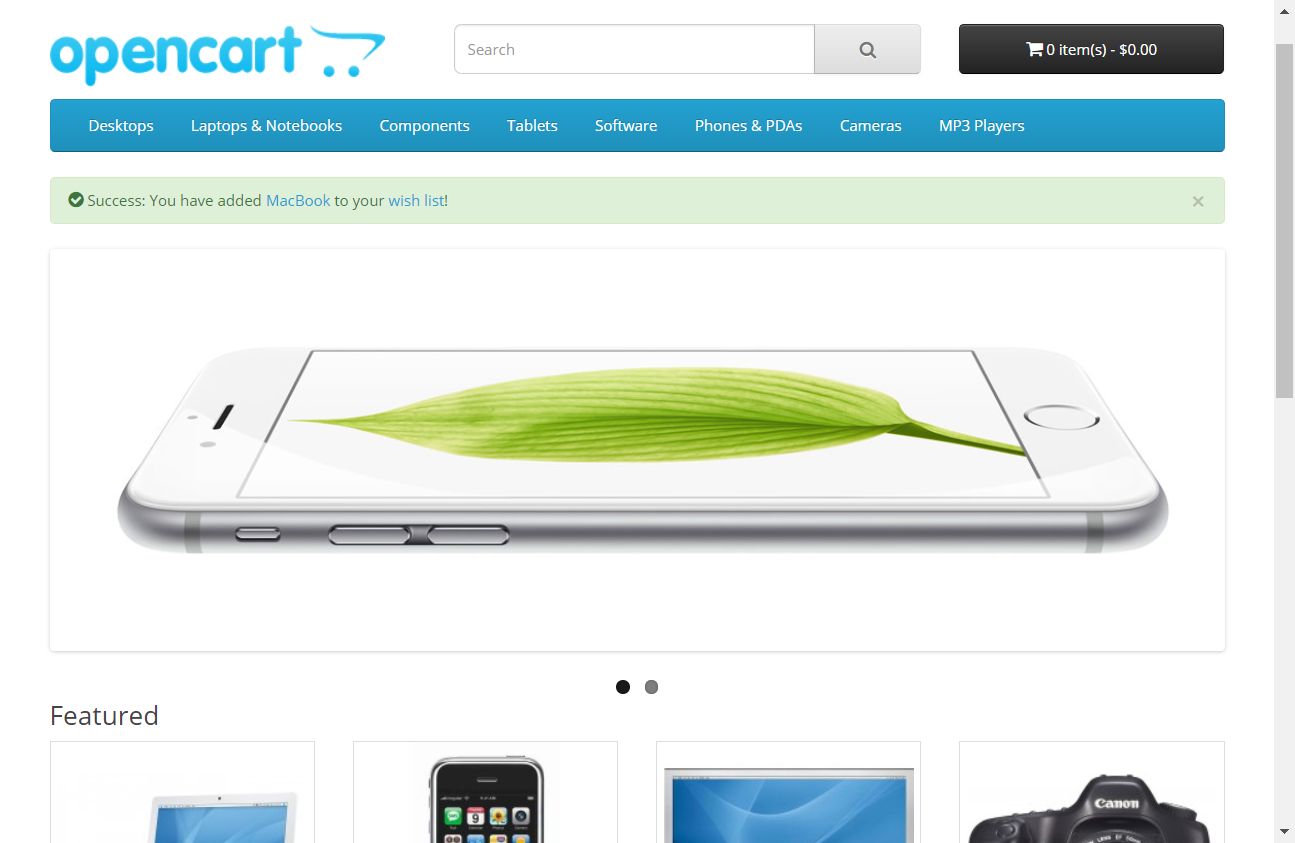 opencart
Search
0 item(s) - $0.00
Desktops Laptops & Notebooks Components Tablets Software Phones & PDAs Cameras MP3 Players
Success: You have added MacBook to your wish list!
×
Featured
9
Canon